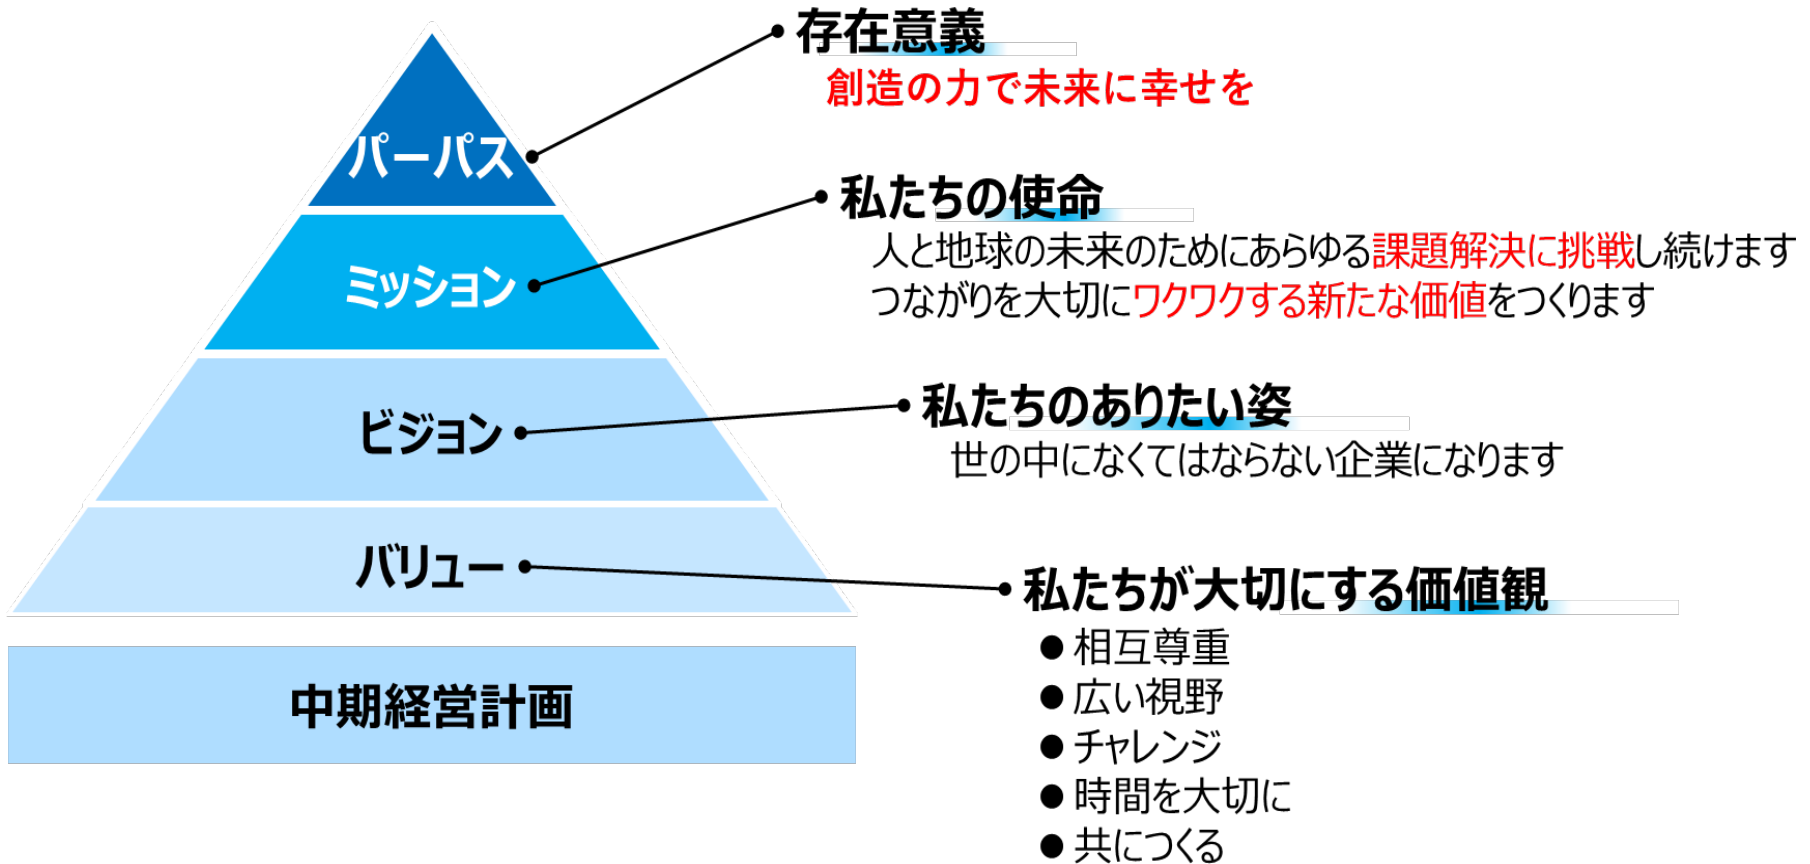 パーパス
存在意義
創造の力で未来に幸せを
ミッション
私たちの使命
人と地球の未来のためにあらゆる課題解決に挑戦し続けます
つながりを大切にワクワクする新たな価値をつくります
ビジョン
私たちのありたい姿
世の中になくてはならない企業になります
バリュー
私たちが大切にする価値観
● 相互尊重
● 広い視野
● チャレンジ
● 時間を大切に
● 共につくる
中期経営計画